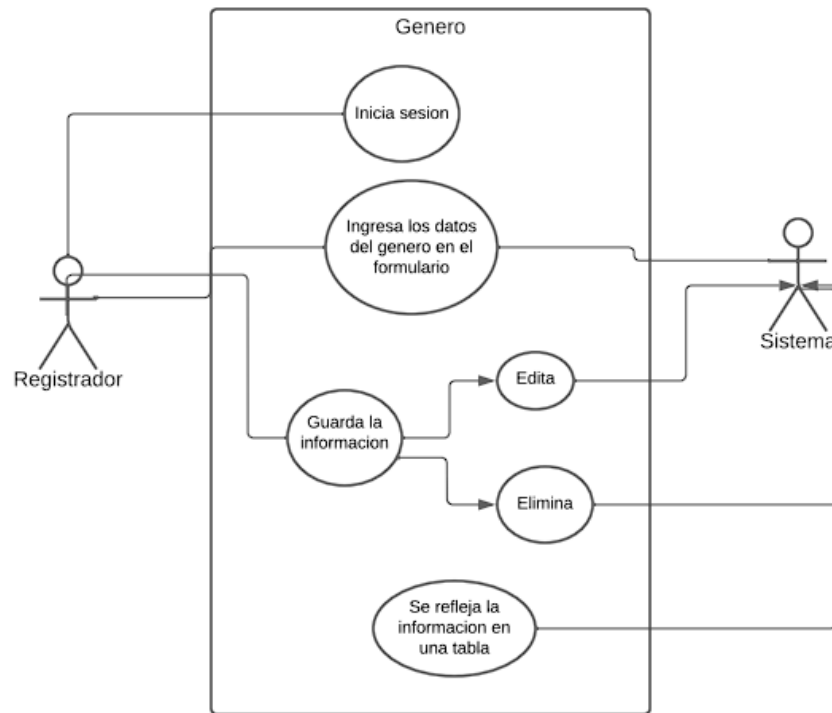 Genero
Inicia sesion
Ingresa los datos
del genero en el
formulario
Registrador
Sistema
Guarda la
informacion
Edita
Elimina
Se refleja la
informacion en
una tabla